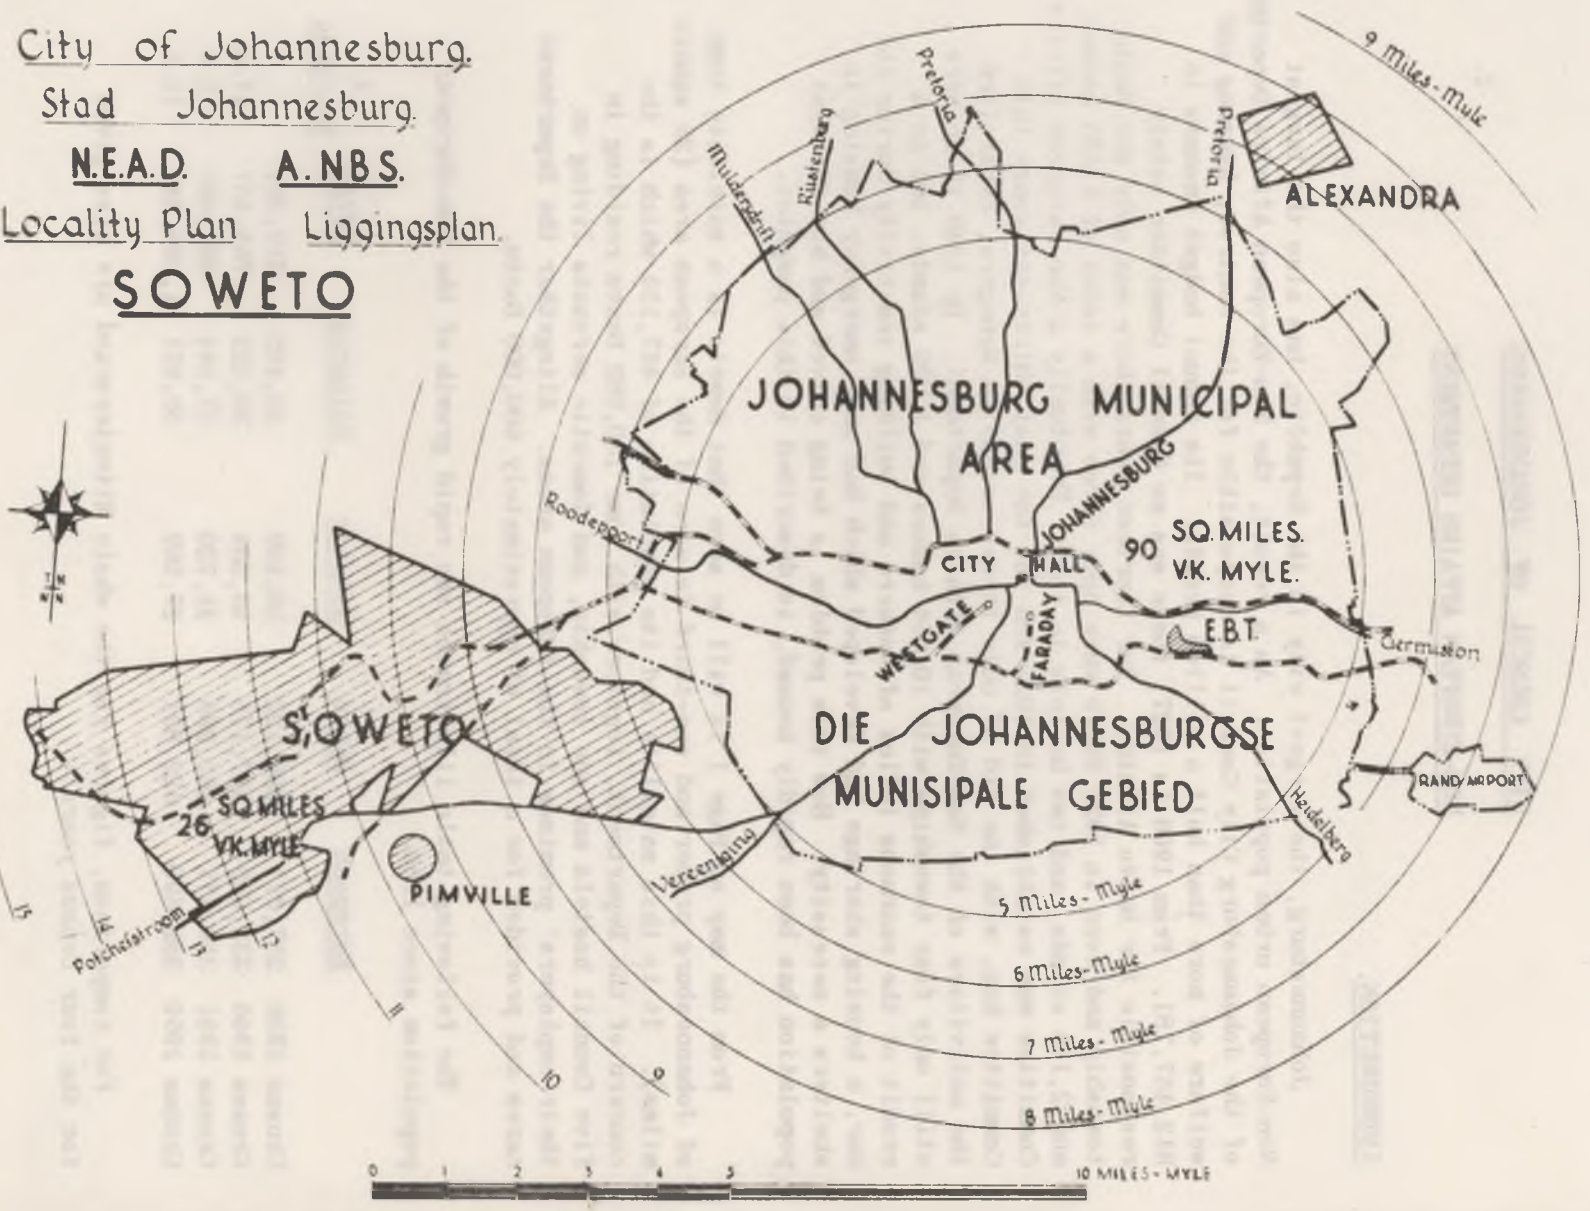 City of Johannesburg.
Stad Johannesburg.
N.E.A.D. A.NBS.
Locality Plan Liggingsplan.
SOWETO
9 Miles-Myle
Pretoria
Pretoria
Rustenburg
Muldersdrift
ALEXANDRA
JOHANNESBURG MUNICIPAL
AREA
JOHANNESBURG
Roodepoort
CITY HALL
90 SQ.MILES.
V.K. MYLE.
WESTGATE
FARADAY
E.B.T.
Germiston
SOWETO
DIE JOHANNESBURGSE
MUNISIPALE GEBIED
RAND AIRPORT
26 SQ.MILES
V.K.MYLE
PIMVILLE
Vereeniging
Heidelberg
Potchefstroom
5 Miles-Myle
6 Miles-Myle
7 Miles-Myle
8 Miles-Myle
15
14
13
12
11
10
9
0 1 2 3 4 5 10 MILES-MYLE